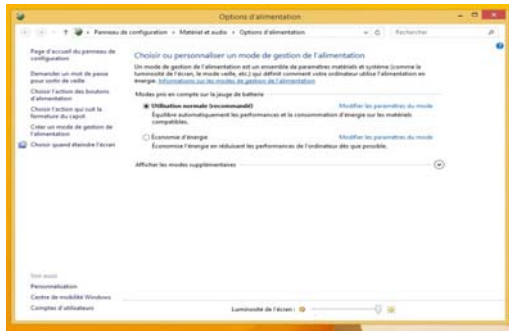 Options d'alimentation
Panneau de configuration
Matériel et audio
Options d'alimentation
Rechercher
Page d'accueil du panneau de
configuration
Demander un mot de passe
pour sortir de veille
Choisir l'action des boutons
d'alimentation
Choisir l'action qui suit la
fermeture du capot
Créer un mode de gestion de
l'alimentation
Choisir quand éteindre l'écran
Choisir ou personnaliser un mode de gestion de l'alimentation
Un mode de gestion de l'alimentation est un ensemble de paramètres matériels et système (comme la
luminosité de l'écran, le mode veille, etc.) qui définit comment votre ordinateur utilise l'alimentation en
énergie. Informations sur les modes de gestion de l'alimentation
Modes pris en compte sur la jauge de batterie
Utilisation normale (recommandé) Modifier les paramètres du mode
Équilibre automatiquement les performances et la consommation d'énergie sur les matériels
compatibles.
Économie d'énergie Modifier les paramètres du mode
Économise l'énergie en réduisant les performances de l'ordinateur dès que possible.
Afficher les modes supplémentaires
Voir aussi
Personnalisation
Centre de mobilité Windows
Comptes d'utilisateurs
Luminosité de l'écran :